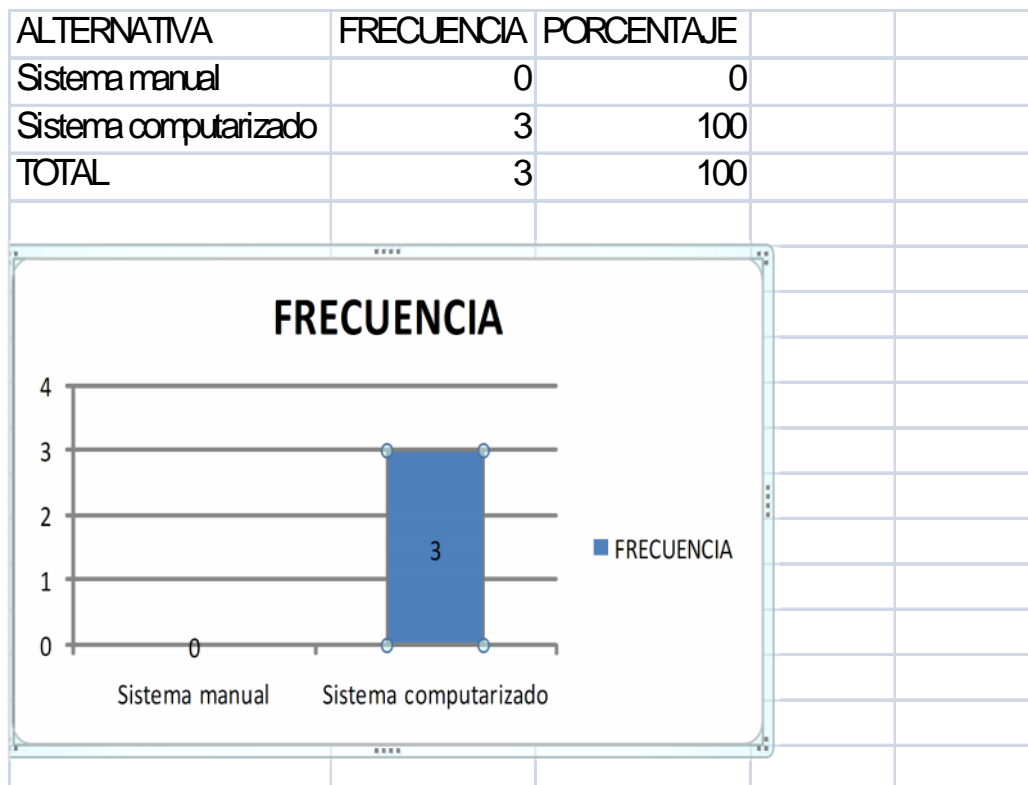 ALTERNATIVA FRECUENCIA PORCENTAJE
Sistema manual 0 0
Sistema computarizado 3 100
TOTAL 3 100
FRECUENCIA
4
3
2
1
0
3
0
FRECUENCIA
Sistema manual Sistema computarizado